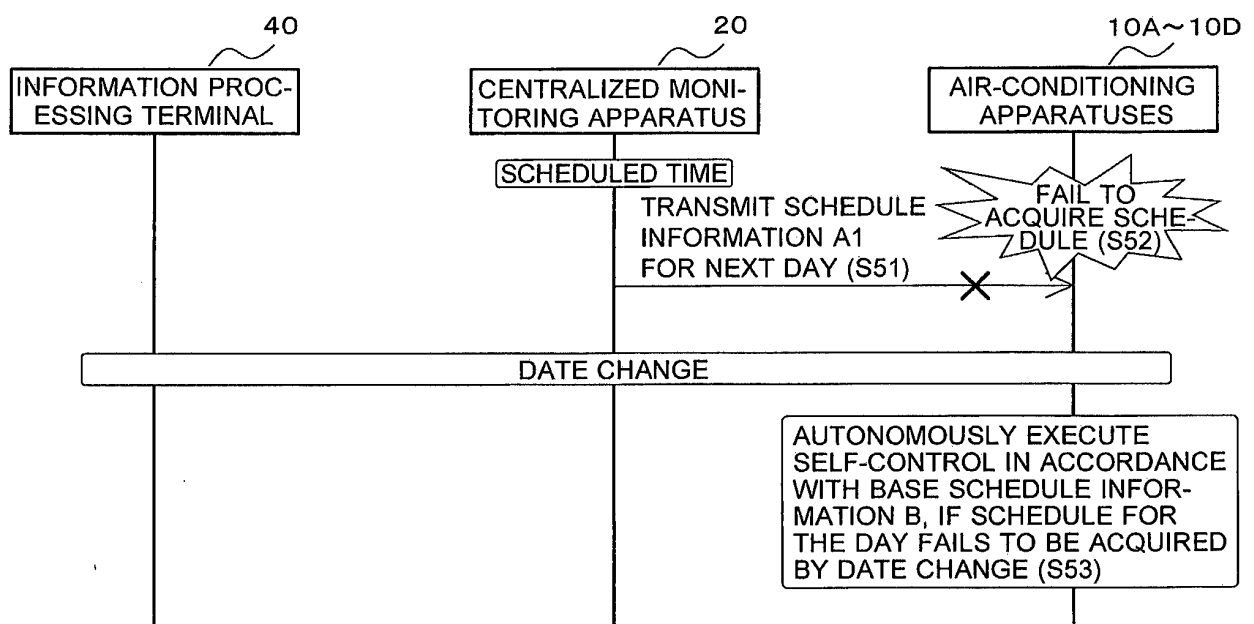 40
20
10A~10D
INFORMATION PROC-
ESSING TERMINAL
CENTRALIZED MONI-
TORING APPARATUS
AIR-CONDITIONING
APPARATUSES
SCHEDULED TIME
TRANSMIT SCHEDULE
INFORMATION A1
FOR NEXT DAY (S51)
FAIL TO
ACQUIRE SCHE-
DULE (S52)
DATE CHANGE
AUTONOMOUSLY EXECUTE
SELF-CONTROL IN ACCORDANCE
WITH BASE SCHEDULE INFOR-
MATION B, IF SCHEDULE FOR
THE DAY FAILS TO BE ACQUIRED
BY DATE CHANGE (S53)